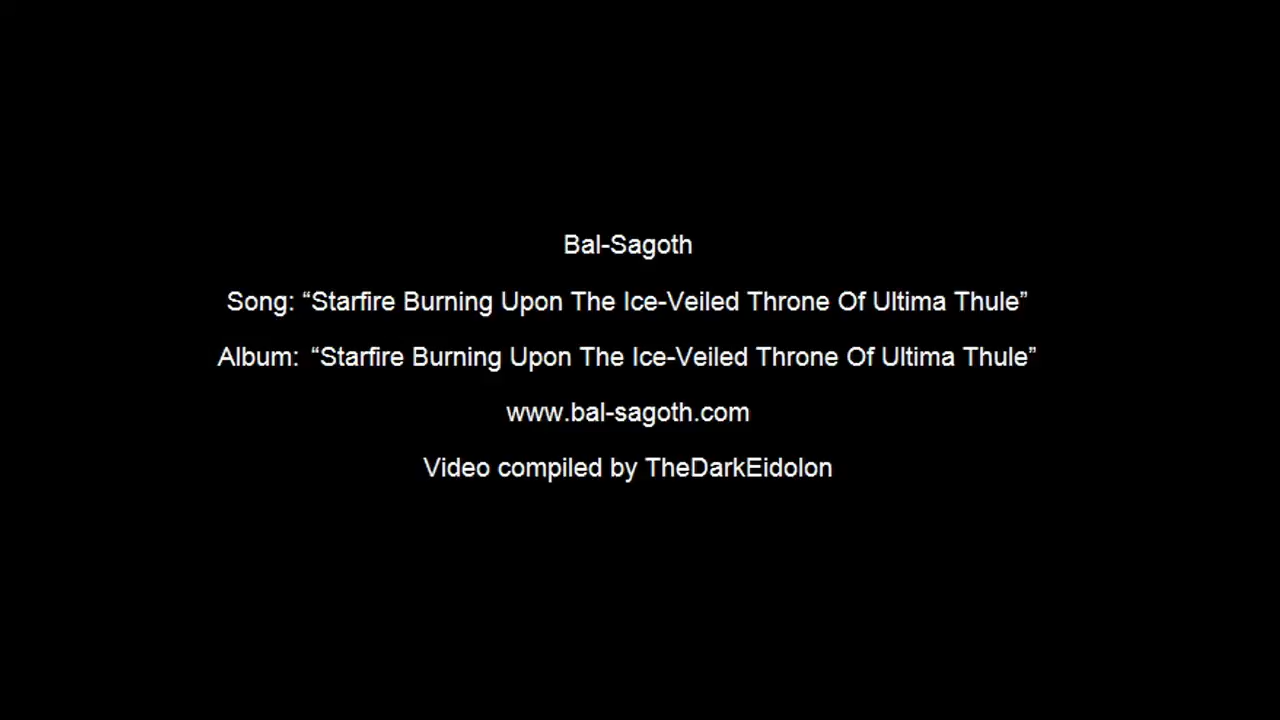 Bal-Sagoth
Song: “Starfire Burning Upon The Ice-Veiled Throne Of Ultima Thule”
Album: “Starfire Burning Upon The Ice-Veiled Throne Of Ultima Thule”
www.bal-sagoth.com
Video compiled by TheDarkEidolon